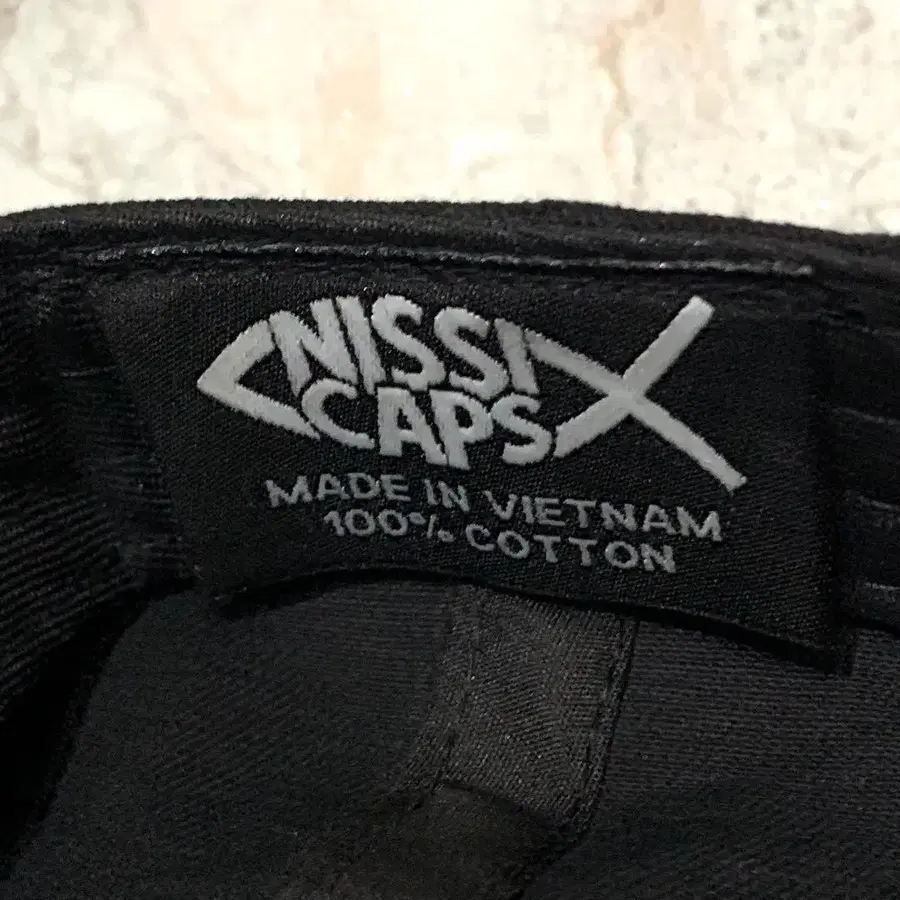 NISSI
CAPS
MADE IN VIETNAM
100% COTTON